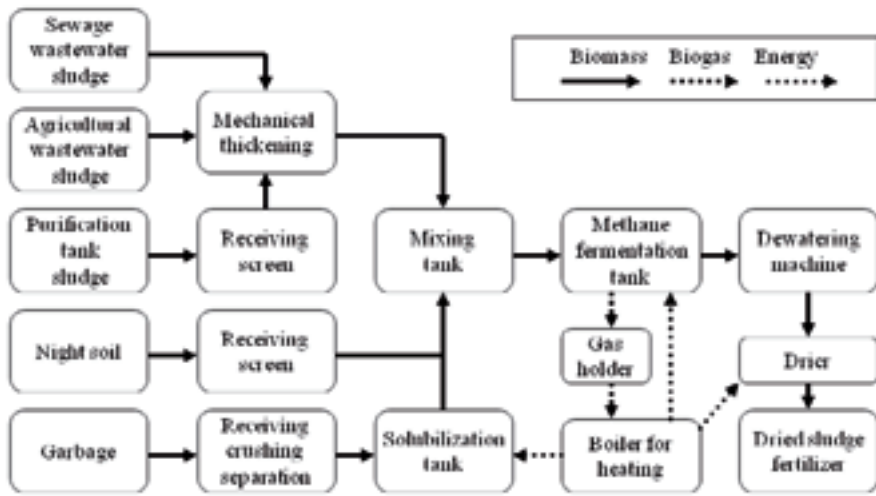 Sewage
wastewater
sludge
Biomass Biogas Energy
Agricultural
wastewater
sludge
Mechanical
thickening
Purification
tank
sludge
Receiving
screen
Mixing
tank
Methane
fermentation
tank
Dewatering
machine
Night soil
Receiving
screen
Gas
holder
Drier
Garbage
Receiving
crushing
separation
Solubilization
tank
Boiler for
heating
Dried sludge
fertilizer